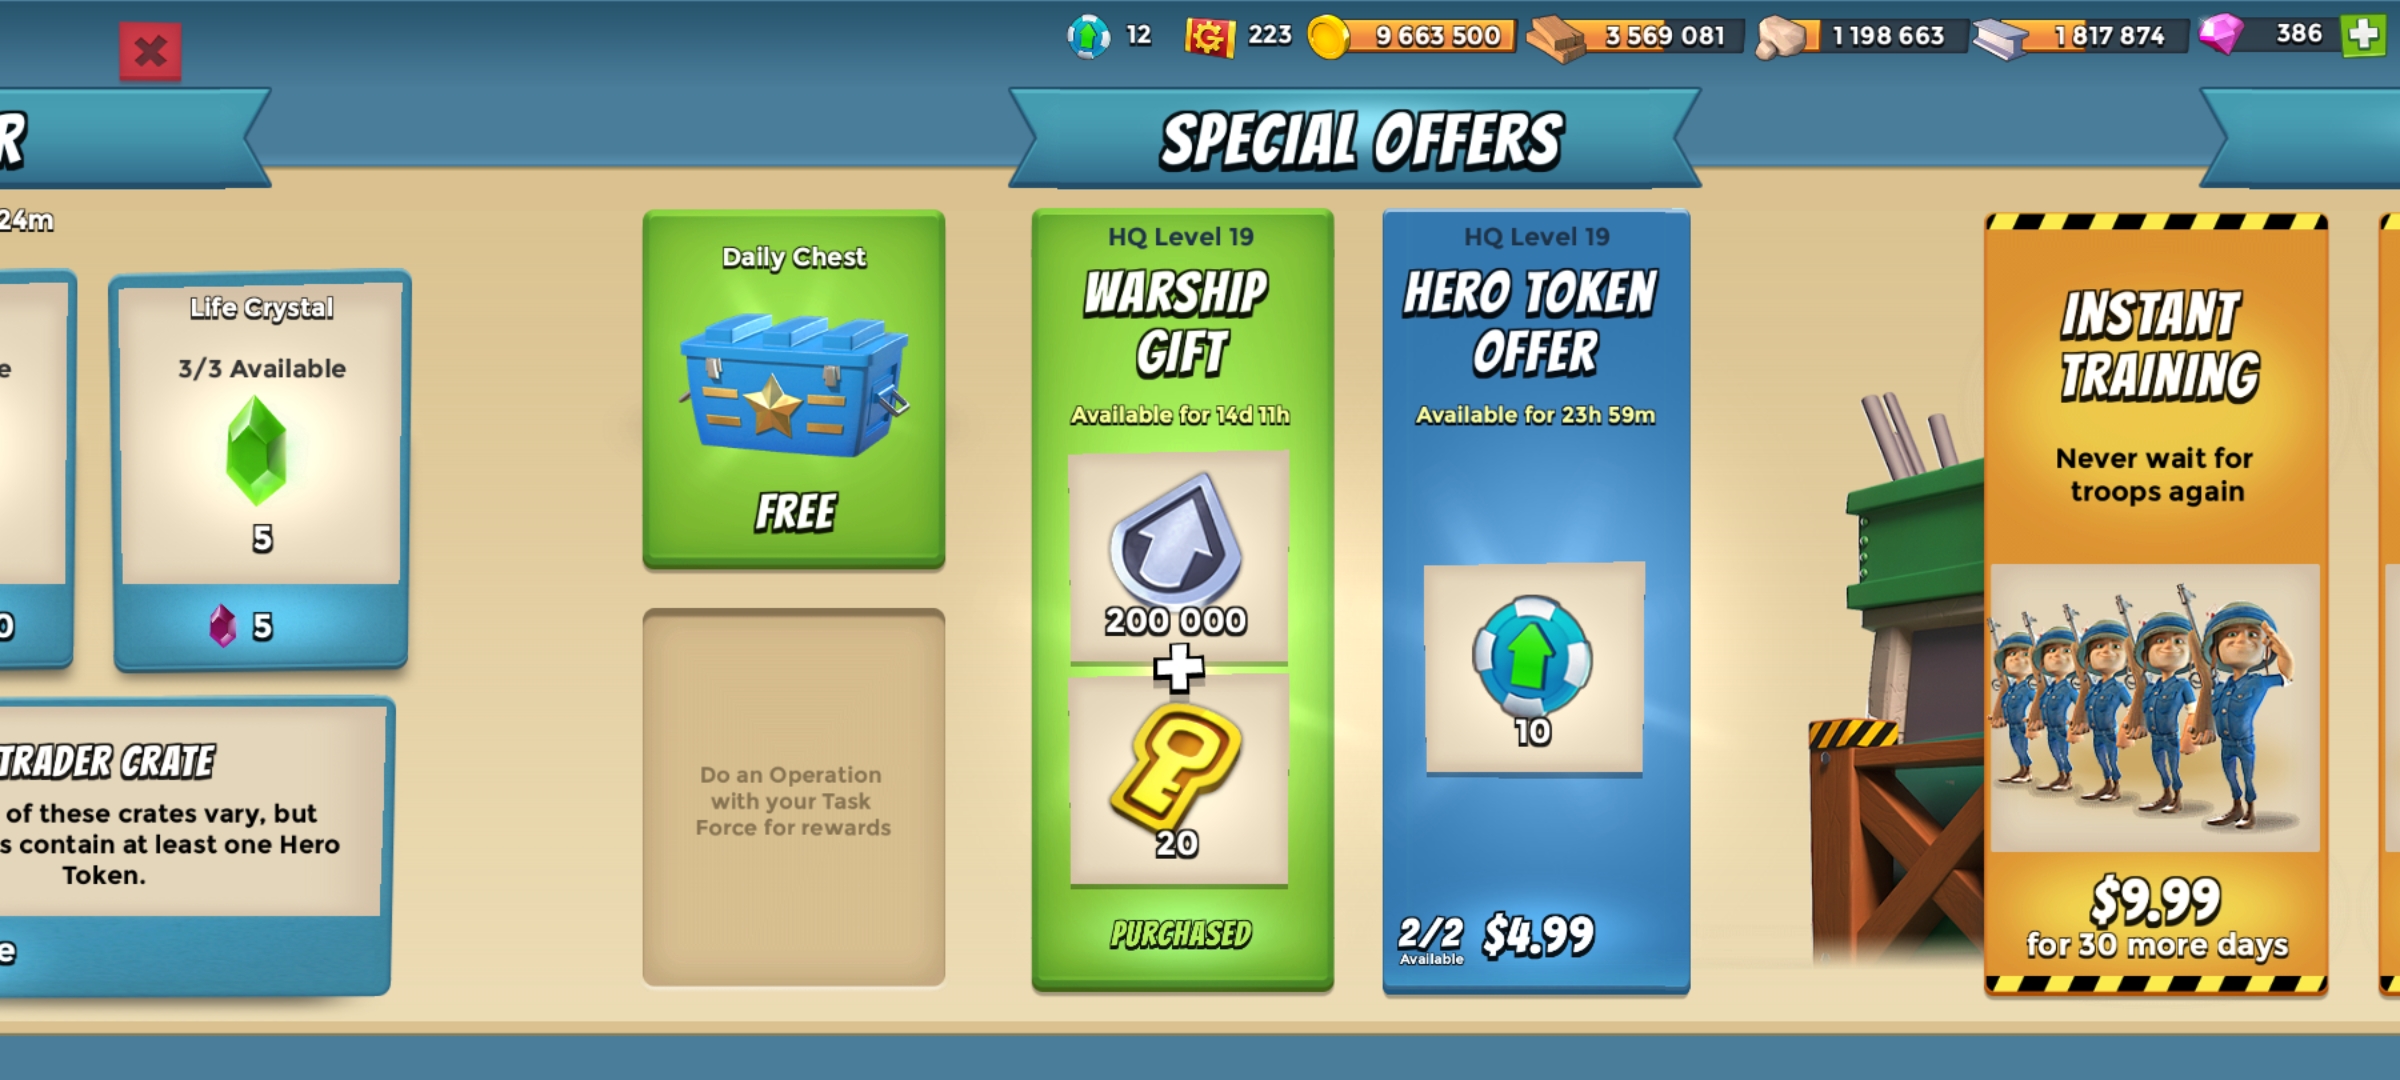 12
223
9 663 500
3 569 081
1 198 663
1 817 874
386
R
24m
e
0
Life Crystal
3/3 Available
5
5
TRADER CRATE
of these crates vary, but
s contain at least one Hero
Token.
e
SPECIAL OFFERS
Daily Chest
FREE
Do an Operation
with your Task
Force for rewards
HQ Level 19
WARSHIP
GIFT
Available for 14d 11h
200 000
20
PURCHASED
HQ Level 19
HERO TOKEN
OFFER
Available for 23h 59m
10
2/2
Available
$4.99
INSTANT
TRAINING
Never wait for
troops again
$9.99
for 30 more days